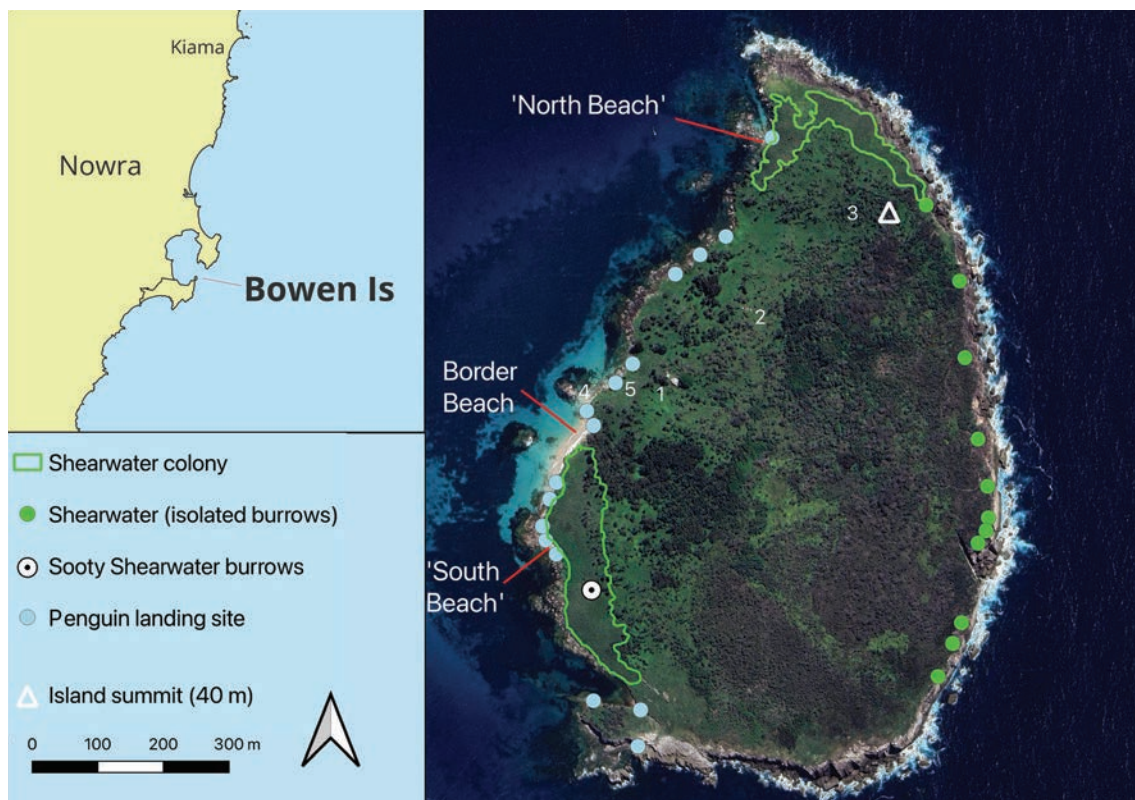 Kiama
Nowra
Bowen Is
Shearwater colony
Shearwater (isolated burrows)
Sooty Shearwater burrows
Penguin landing site
Island summit (40 m)
0 100 200 300 m
'North Beach'
3
2
Border
Beach
4 5 1
'South
Beach'